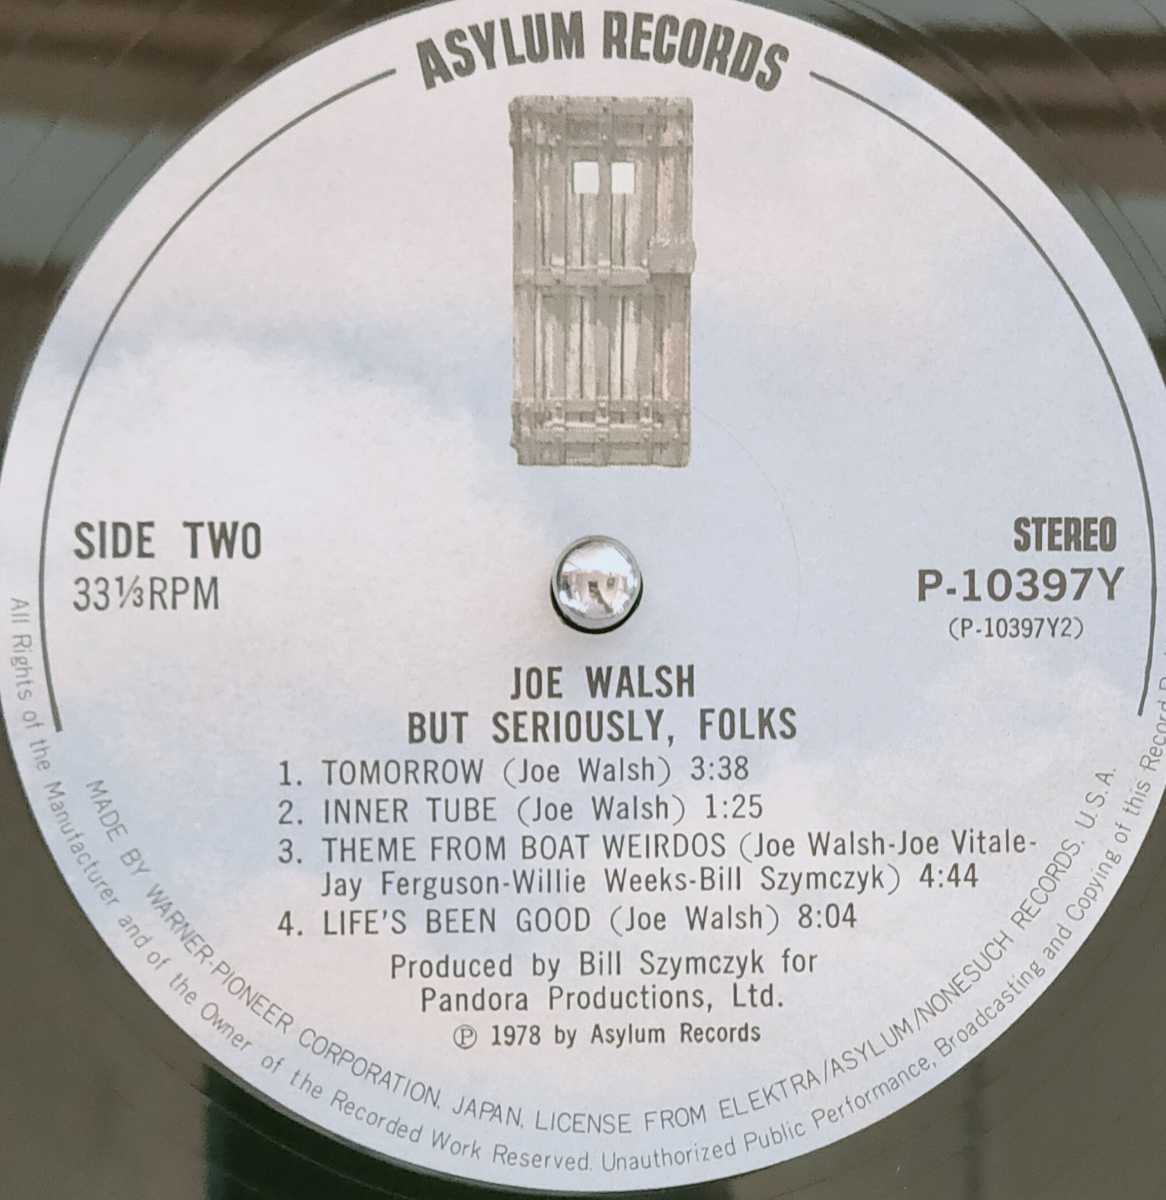 ASYLUM RECORDS
SIDE TWO
33⅓RPM
STEREO
P-10397Y
(P-10397Y2)
JOE WALSH
BUT SERIOUSLY, FOLKS
1. TOMORROW (Joe Walsh) 3:38
2. INNER TUBE (Joe Walsh) 1:25
3. THEME FROM BOAT WEIRDOS (Joe Walsh-Joe Vitale-
Jay Ferguson-Willie Weeks-Bill Szymczyk) 4:44
4. LIFE'S BEEN GOOD (Joe Walsh) 8:04
Produced by Bill Szymczyk for
Pandora Productions, Ltd.
℗ 1978 by Asylum Records
MADE BY WARNER-PIONEER CORPORATION, JAPAN, LICENSE FROM ELEKTRA/ASYLUM/NONESUCH RECORDS, U.S.A.
All Rights of the Manufacturer and of the Owner of the Recorded Work Reserved. Unauthorized Public Performance, Broadcasting and Copying of this Record